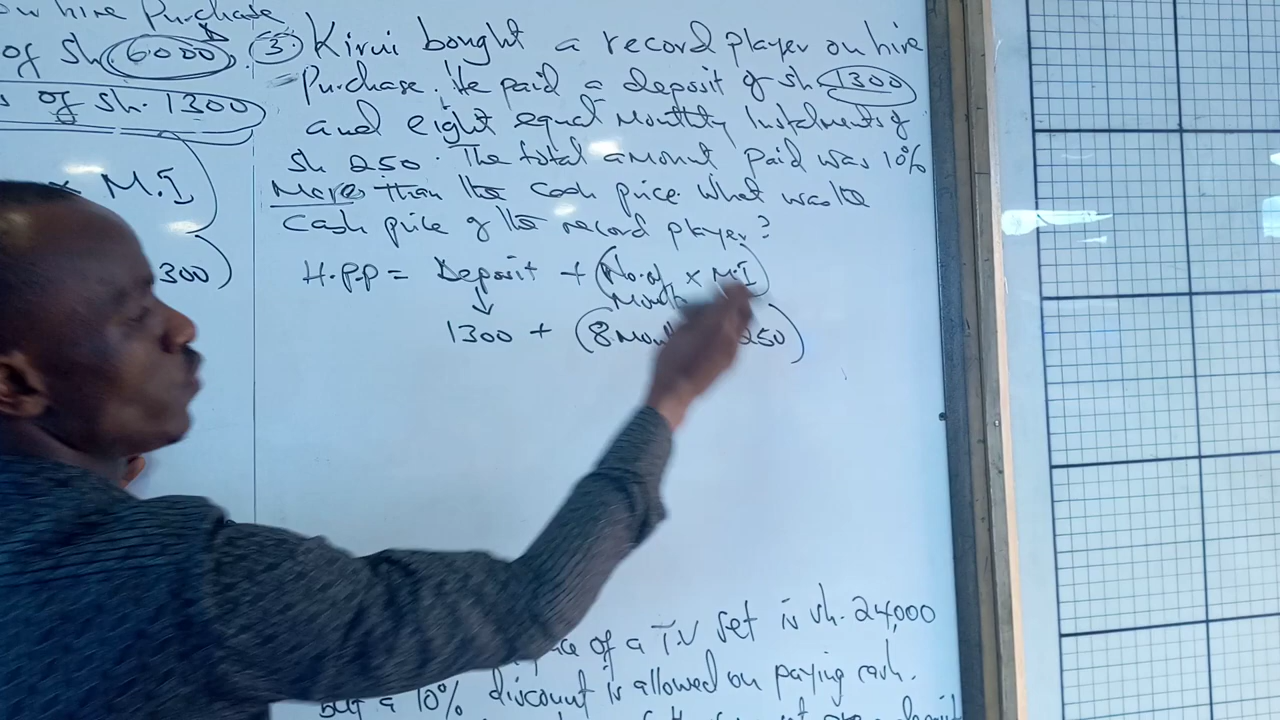 ow hire Purchase
of Sh 6000
s of sh. 1300
x M.I
300)
3. Kirui bought a record player on hire
Purchase. He paid a deposit of sh 1300
and eight equal Monthly Instalments of
Sh 250. The total amount paid was 10%
More than the cash price. What was the
cash price of the record player?
H.P.P = Deposit + (No. of x M.I)
Month
1300 + (8 Mont 250)
of a T.V set is sh. 24,000
But a 10% discount is allowed on paying cash.